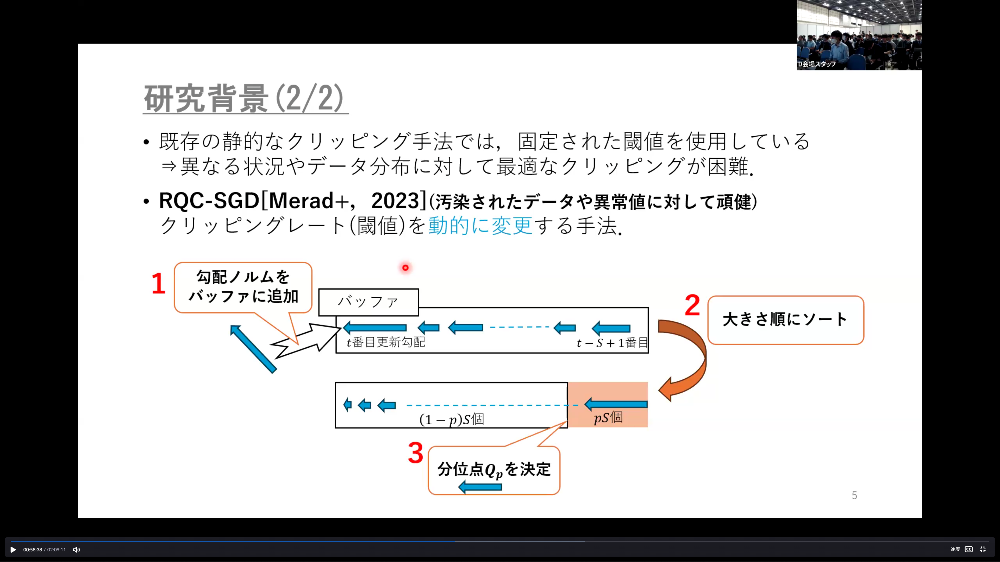 D会場スタッフ
研究背景(2/2)
• 既存の静的なクリッピング手法では，固定された閾値を使用している
⇒異なる状況やデータ分布に対して最適なクリッピングが困難．
• RQC-SGD[Merad+，2023](汚染されたデータや異常値に対して頑健)
クリッピングレート(閾値)を動的に変更する手法．
1
勾配ノルムを
バッファに追加
バッファ
t番目更新勾配
t − S + 1番目
2
大きさ順にソート
(1 − p)S個
pS個
3
分位点Qpを決定
5
00:58:38 / 02:09:11
速度
CC